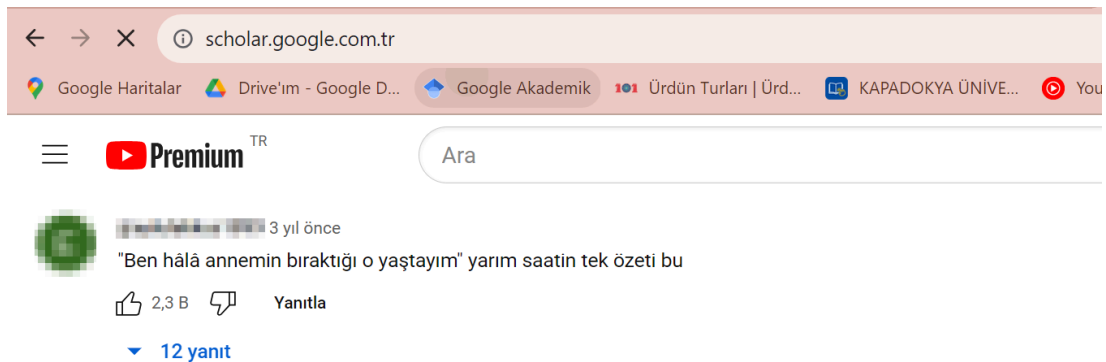 scholar.google.com.tr
Google Haritalar Drive'ım - Google D... Google Akademik 101 Ürdün Turları | Ürd... KAPADOKYA ÜNİVE... You
Premium TR
Ara
3 yıl önce
"Ben hâlâ annemin bıraktığı o yaştayım" yarım saatin tek özeti bu
2,3 B Yanıtla
12 yanıt